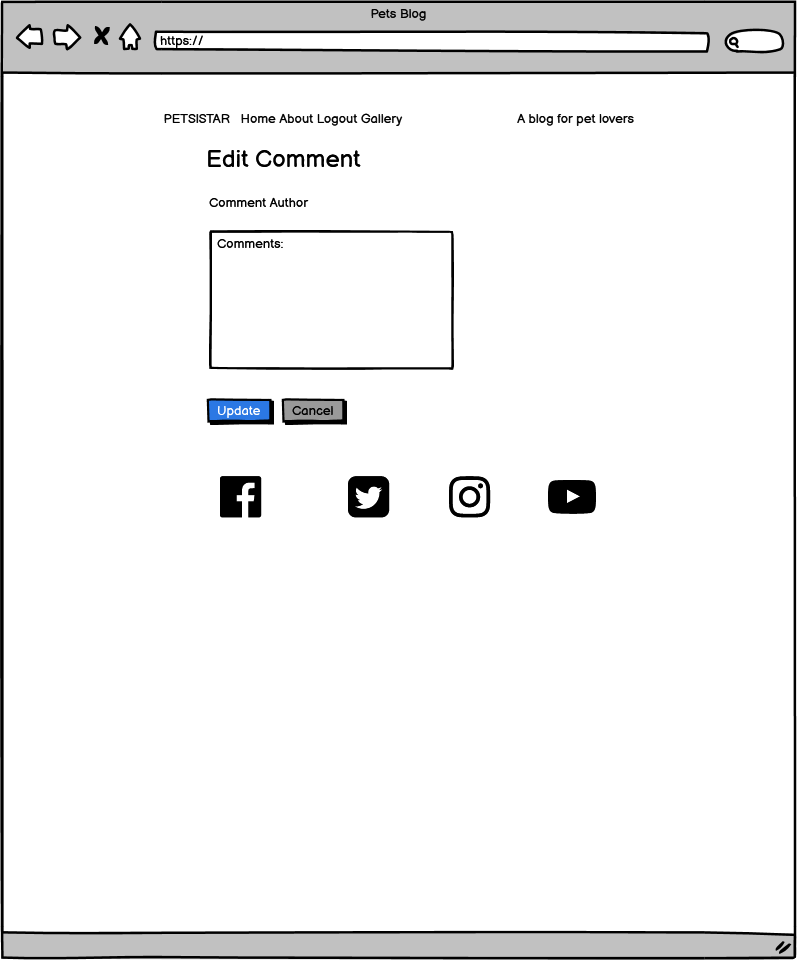 Pets Blog
https://
PETSISTAR Home About Logout Gallery A blog for pet lovers
Edit Comment
Comment Author
Comments:
Update Cancel